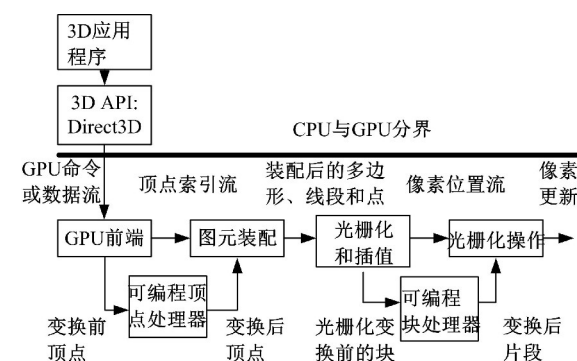 3D应用
程序
3D API:
Direct3D
CPU与GPU分界
GPU命令
或数据流
顶点索引流
装配后的多边
形、线段和点
像素位置流
像素
更新
GPU前端
图元装配
光栅化
和插值
光栅化操作
可编程顶
点处理器
可编程
块处理器
变换前
顶点
变换后
顶点
光栅化变
换前的块
变换后
片段